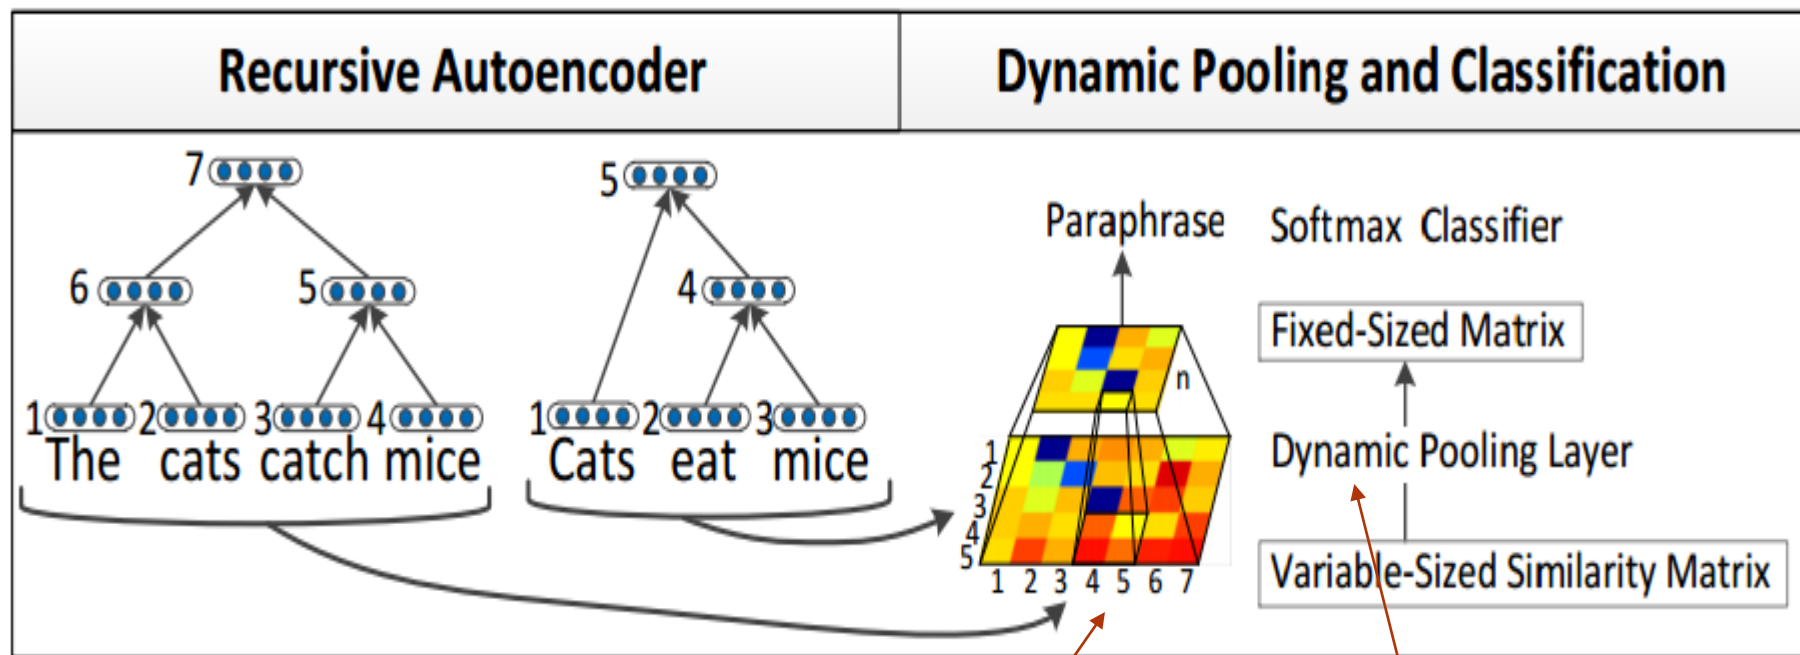 Recursive Autoencoder
Dynamic Pooling and Classification
7
5
6
5
4
1 2 3 4
The cats catch mice
1 2 3
Cats eat mice
Paraphrase
Softmax Classifier
n
Fixed-Sized Matrix
Dynamic Pooling Layer
Variable-Sized Similarity Matrix
1
2
3
4
5
1 2 3 4 5 6 7